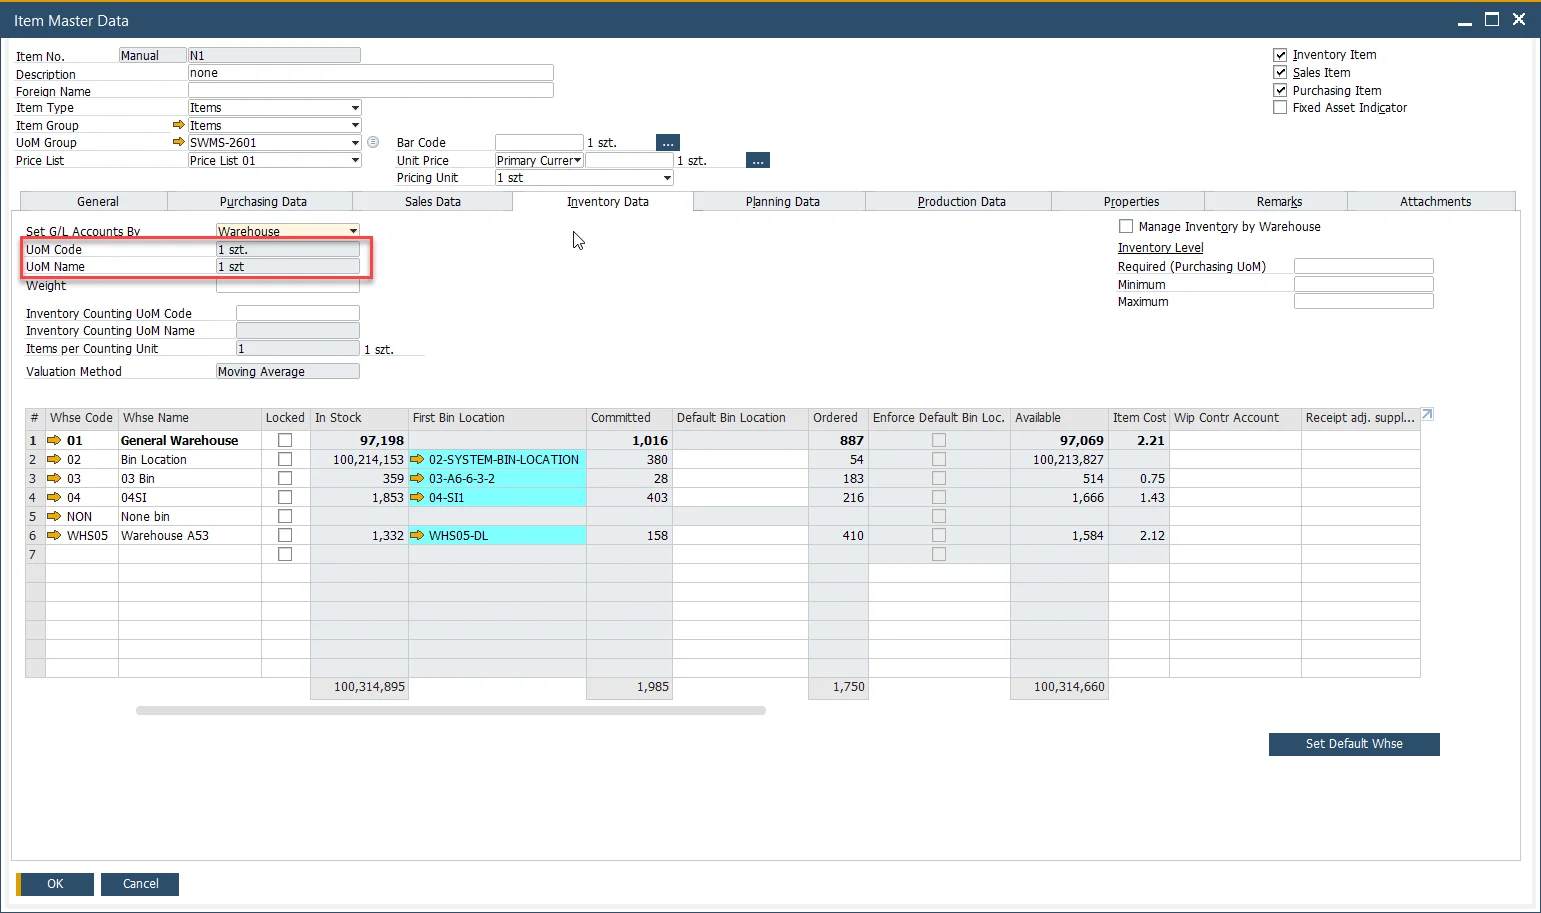 Item Master Data
Item No. Manual N1
Description none
Foreign Name
Item Type Items
Item Group Items
UoM Group SWMS-2601
Price List Price List 01
Bar Code 1 szt. ...
Unit Price Primary Currer 1 szt. ...
Pricing Unit 1 szt
Inventory Item
Sales Item
Purchasing Item
Fixed Asset Indicator
General Purchasing Data Sales Data Inventory Data Planning Data Production Data Properties Remarks Attachments
Set G/L Accounts By Warehouse
UoM Code 1 szt.
UoM Name 1 szt
Weight
Inventory Counting UoM Code
Inventory Counting UoM Name
Items per Counting Unit 1 1 szt.
Valuation Method Moving Average
Manage Inventory by Warehouse
Inventory Level
Required (Purchasing UoM)
Minimum
Maximum
# Whse Code Whse Name Locked In Stock First Bin Location Committed Default Bin Location Ordered Enforce Default Bin Loc. Available Item Cost Wip Contr Account Receipt adj. suppl...
1 01 General Warehouse 97,198 1,016 887 97,069 2.21
2 02 Bin Location 100,214,153 02-SYSTEM-BIN-LOCATION 380 54 100,213,827
3 03 03 Bin 359 03-A6-6-3-2 28 183 514 0.75
4 04 04SI 1,853 04-SI1 403 216 1,666 1.43
5 NON None bin
6 WHS05 Warehouse A53 1,332 WHS05-DL 158 410 1,584 2.12
7
100,314,895 1,985 1,750 100,314,660
Set Default Whse
OK Cancel